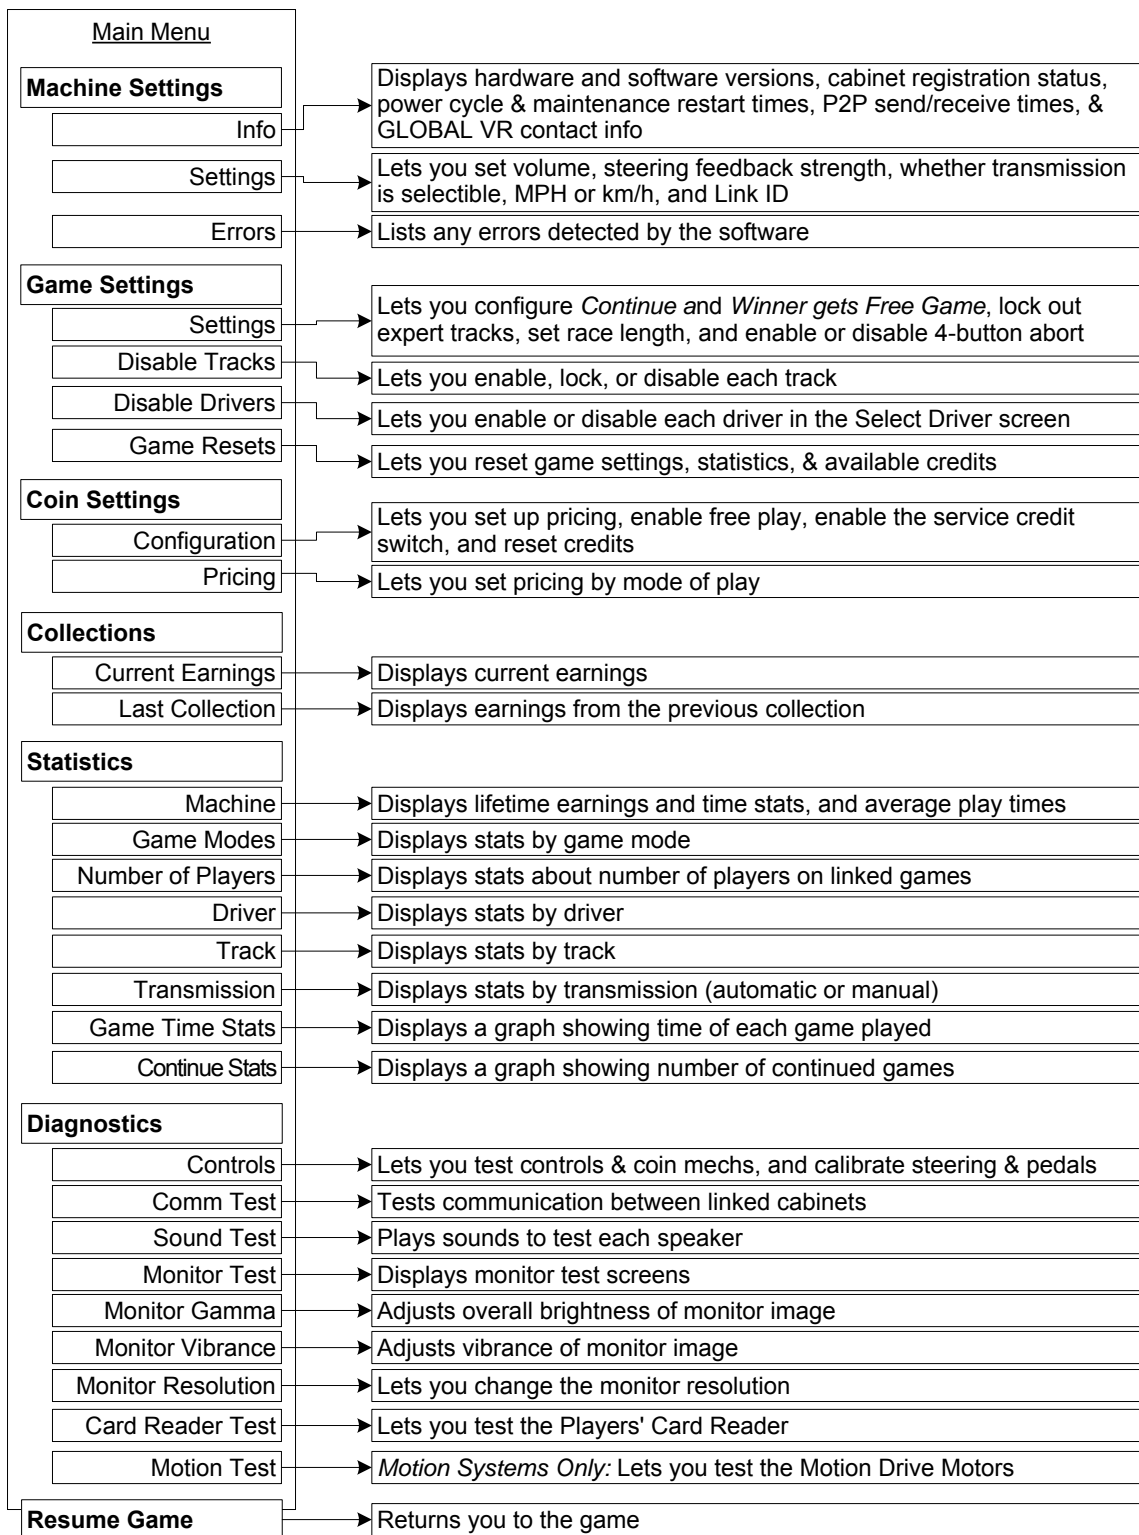 Main Menu
Machine Settings
Info
Displays hardware and software versions, cabinet registration status,
power cycle & maintenance restart times, P2P send/receive times, &
GLOBAL VR contact info
Settings
Lets you set volume, steering feedback strength, whether transmission
is selectible, MPH or km/h, and Link ID
Errors
Lists any errors detected by the software
Game Settings
Settings
Lets you configure Continue and Winner gets Free Game, lock out
expert tracks, set race length, and enable or disable 4-button abort
Disable Tracks
Lets you enable, lock, or disable each track
Disable Drivers
Lets you enable or disable each driver in the Select Driver screen
Game Resets
Lets you reset game settings, statistics, & available credits
Coin Settings
Configuration
Lets you set up pricing, enable free play, enable the service credit
switch, and reset credits
Pricing
Lets you set pricing by mode of play
Collections
Current Earnings
Displays current earnings
Last Collection
Displays earnings from the previous collection
Statistics
Machine
Displays lifetime earnings and time stats, and average play times
Game Modes
Displays stats by game mode
Number of Players
Displays stats about number of players on linked games
Driver
Displays stats by driver
Track
Displays stats by track
Transmission
Displays stats by transmission (automatic or manual)
Game Time Stats
Displays a graph showing time of each game played
Continue Stats
Displays a graph showing number of continued games
Diagnostics
Controls
Lets you test controls & coin mechs, and calibrate steering & pedals
Comm Test
Tests communication between linked cabinets
Sound Test
Plays sounds to test each speaker
Monitor Test
Displays monitor test screens
Monitor Gamma
Adjusts overall brightness of monitor image
Monitor Vibrance
Adjusts vibrance of monitor image
Monitor Resolution
Lets you change the monitor resolution
Card Reader Test
Lets you test the Players' Card Reader
Motion Test
Motion Systems Only: Lets you test the Motion Drive Motors
Resume Game
Returns you to the game